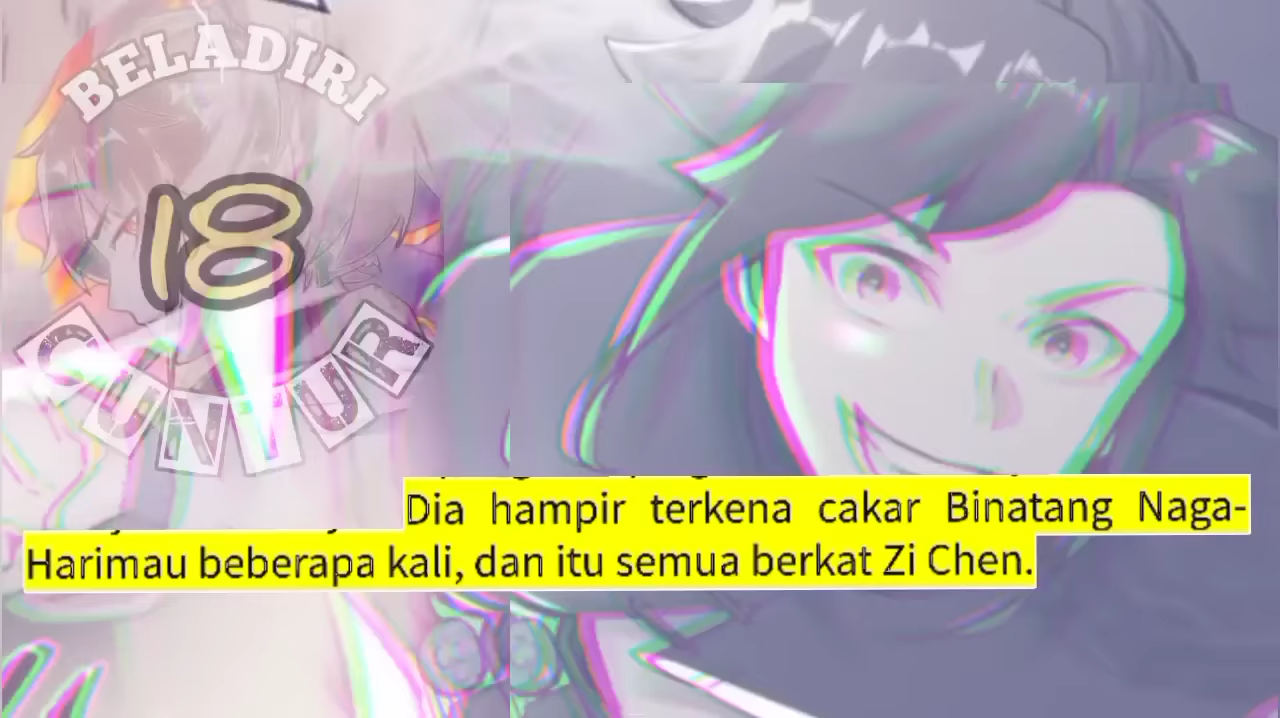 BELADIRI
18
GUNTUR
Dia hampir terkena cakar Binatang Naga-
Harimau beberapa kali, dan itu semua berkat Zi Chen.